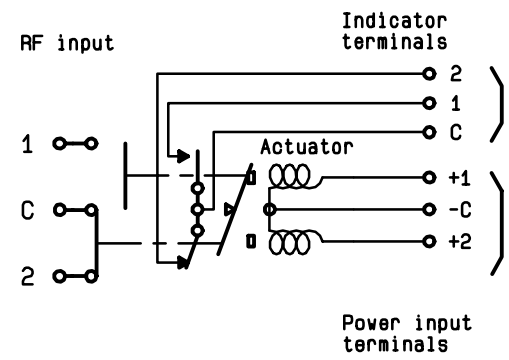 Indicator
terminals
RF input
2
1
C
1
Actuator
+1
C
-C
+2
2
Power input
terminals